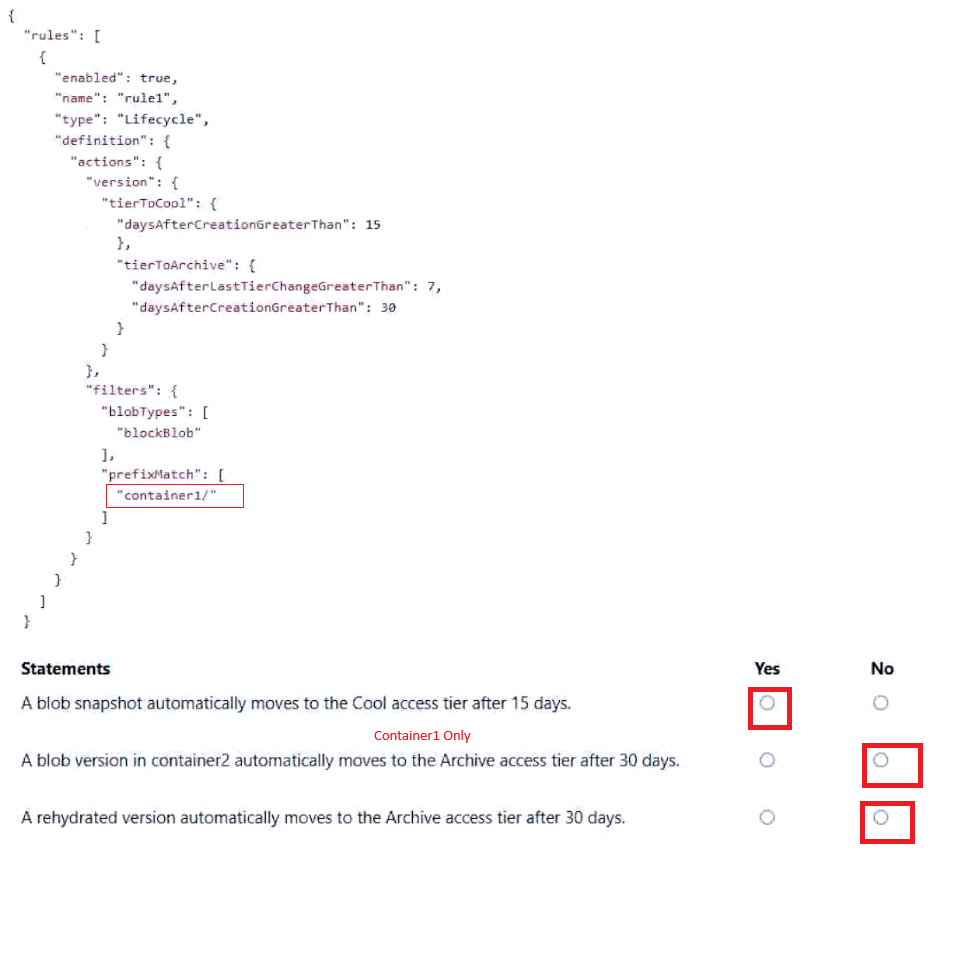 {
"rules": [
{
"enabled": true,
"name": "rule1",
"type": "Lifecycle",
"definition": {
"actions": {
"version": {
"tierToCool": {
"daysAfterCreationGreaterThan": 15
},
"tierToArchive": {
"daysAfterLastTierChangeGreaterThan": 7,
"daysAfterCreationGreaterThan": 30
}
}
},
"filters": {
"blobTypes": [
"blockBlob"
],
"prefixMatch": [
"container1/"
]
}
}
}
]
}
Statements Yes No
A blob snapshot automatically moves to the Cool access tier after 15 days.
Container1 Only
A blob version in container2 automatically moves to the Archive access tier after 30 days.
A rehydrated version automatically moves to the Archive access tier after 30 days.